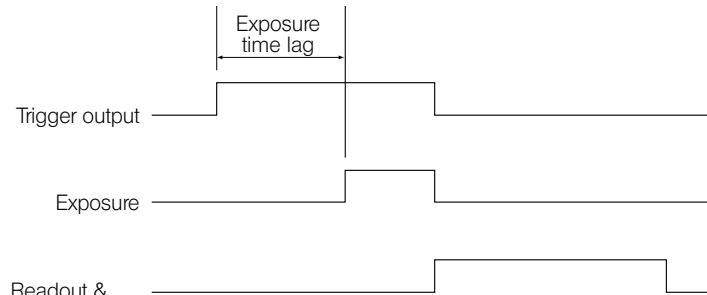 Exposure
time lag
Trigger output
Exposure
Readout &